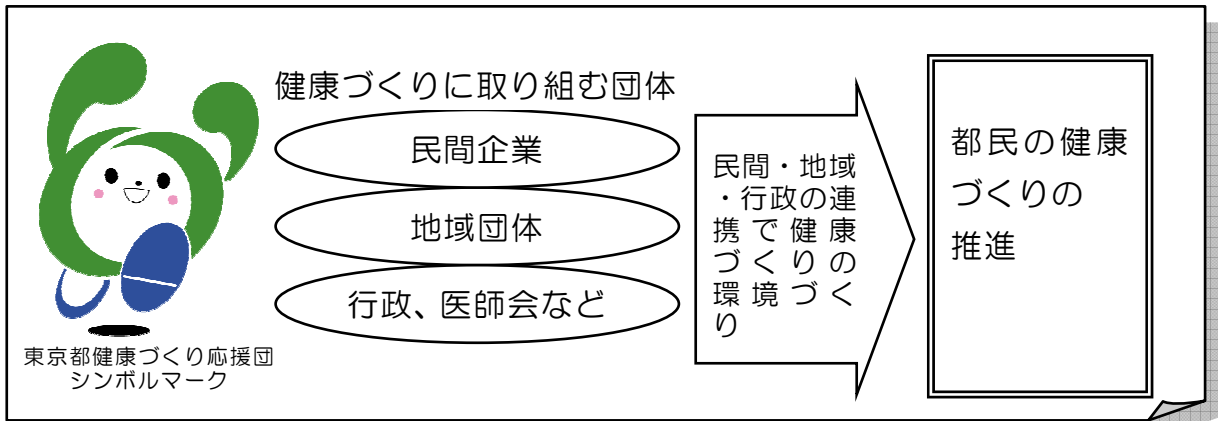 健康づくりに取り組む団体
民間企業
地域団体
行政、医師会など
東京都健康づくり応援団
シンボルマーク
民間・地域
・行政の連
携で健康
づくりの
環境づく
り
都民の健康
づくりの
推進